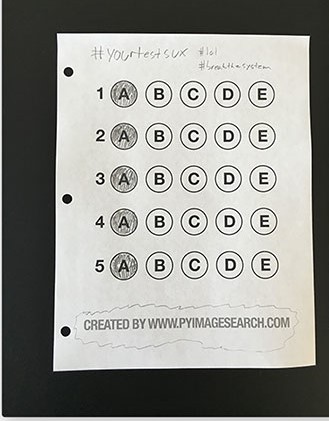 #yourtestsux #lol
#breakthesystem
1 A B C D E
2 A B C D E
3 A B C D E
4 A B C D E
5 A B C D E
CREATED BY WWW.PYIMAGESEARCH.COM